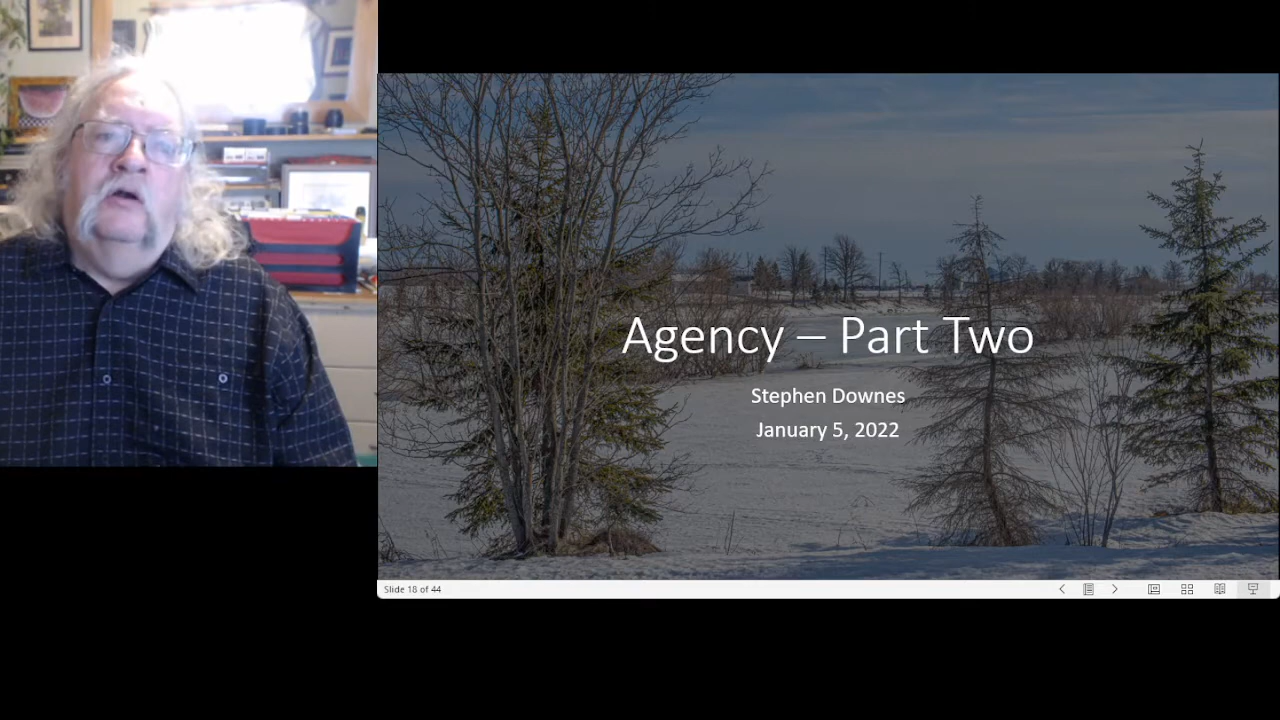 Agency – Part Two
Stephen Downes
January 5, 2022
Slide 18 of 44